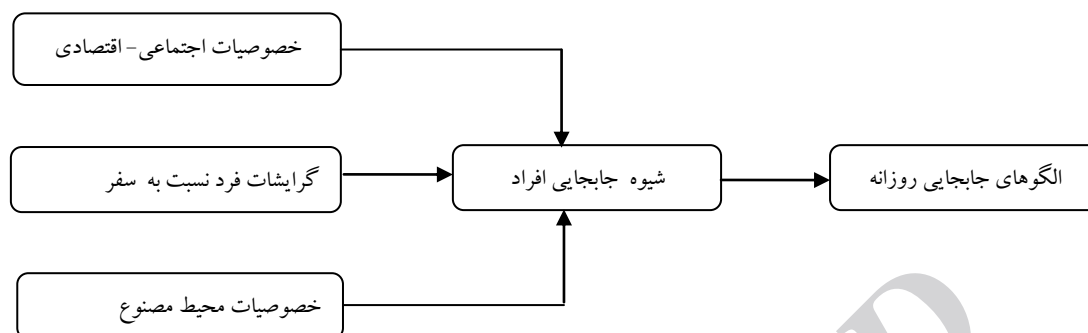 خصوصیات اجتماعی- اقتصادی
گرایشات فرد نسبت به سفر
شیوه جابجایی افراد
الگوهای جابجایی روزانه
خصوصیات محیط مصنوع